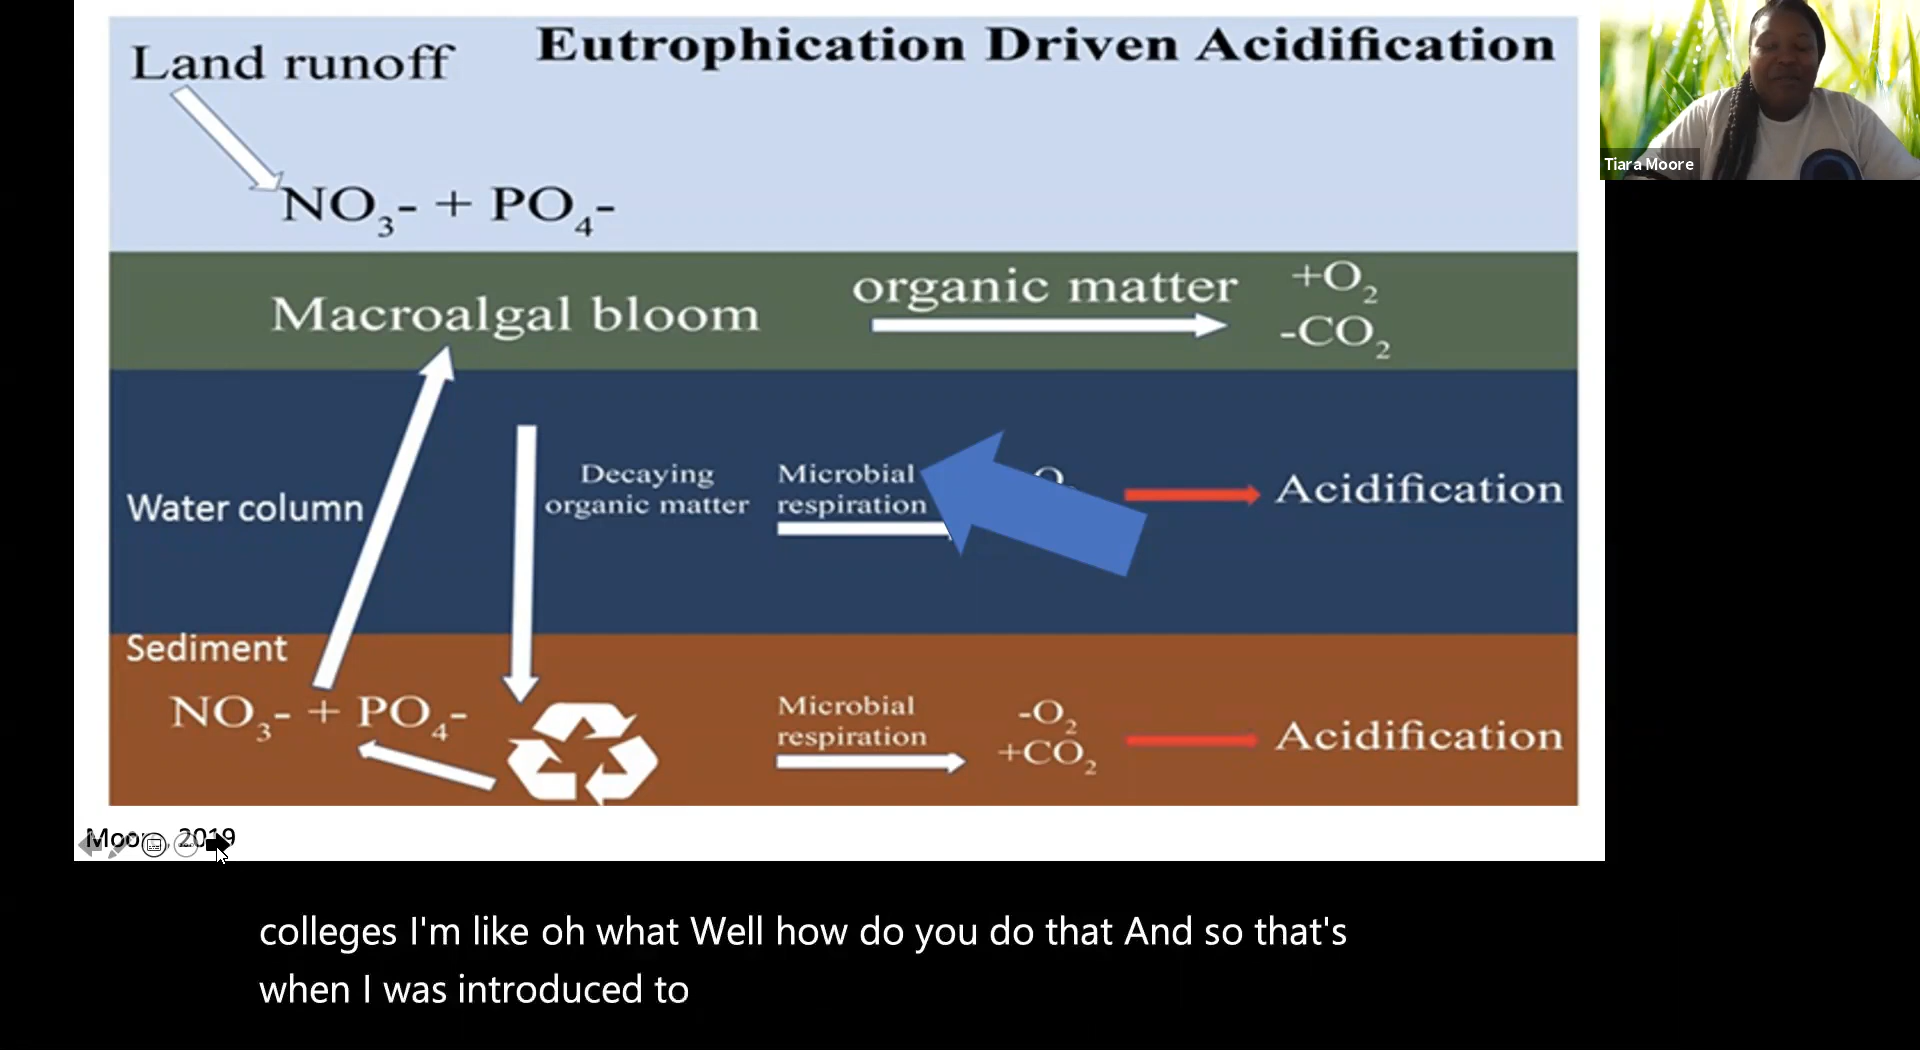 Land runoff
Eutrophication Driven Acidification
NO₃- + PO₄-
Macroalgal bloom
organic matter
+O₂
-CO₂
Water column
Decaying
organic matter
Microbial
respiration
Acidification
Sediment
NO₃- + PO₄-
Microbial
respiration
-O₂
+CO₂
Acidification
2019
Tiara Moore
colleges I'm like oh what Well how do you do that And so that's
when I was introduced to